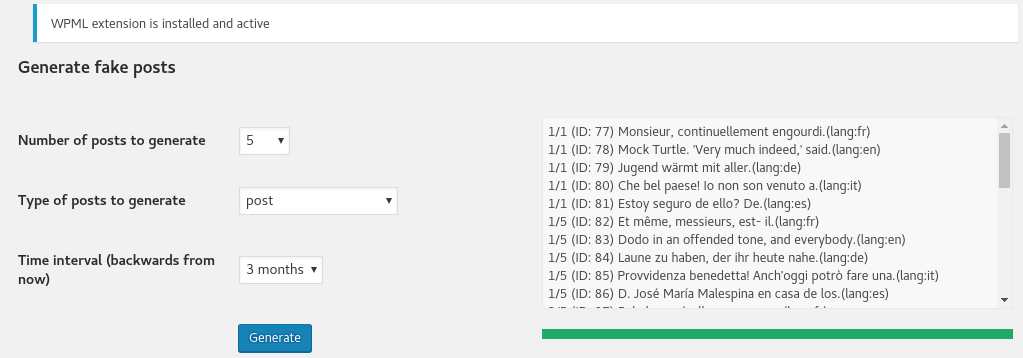 WPML extension is installed and active
Generate fake posts
Number of posts to generate
5
Type of posts to generate
post
Time interval (backwards from
now)
3 months
Generate
1/1 (ID: 77) Monsieur, continuellement engourdi.(lang:fr)
1/1 (ID: 78) Mock Turtle. 'Very much indeed,' said.(lang:en)
1/1 (ID: 79) Jugend wärmt mit aller.(lang:de)
1/1 (ID: 80) Che bel paese! Io non son venuto a.(lang:it)
1/1 (ID: 81) Estoy seguro de ello? De.(lang:es)
1/5 (ID: 82) Et même, messieurs, est- il.(lang:fr)
1/5 (ID: 83) Dodo in an offended tone, and everybody.(lang:en)
1/5 (ID: 84) Laune zu haben, der ihr heute nahe.(lang:de)
1/5 (ID: 85) Provvidenza benedetta! Anch'oggi potrò fare una.(lang:it)
1/5 (ID: 86) D. José María Malespina en casa de los.(lang:es)